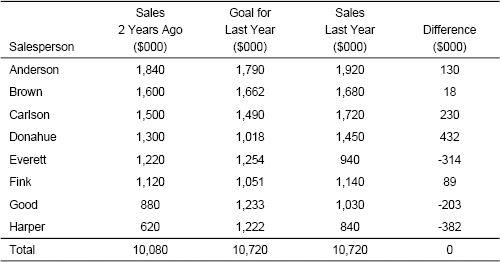 Sales Goal for Sales
2 Years Ago Last Year Last Year Difference
Salesperson ($000) ($000) ($000) ($000)
Anderson 1,840 1,790 1,920 130
Brown 1,600 1,662 1,680 18
Carlson 1,500 1,490 1,720 230
Donahue 1,300 1,018 1,450 432
Everett 1,220 1,254 940 -314
Fink 1,120 1,051 1,140 89
Good 880 1,233 1,030 -203
Harper 620 1,222 840 -382
Total 10,080 10,720 10,720 0